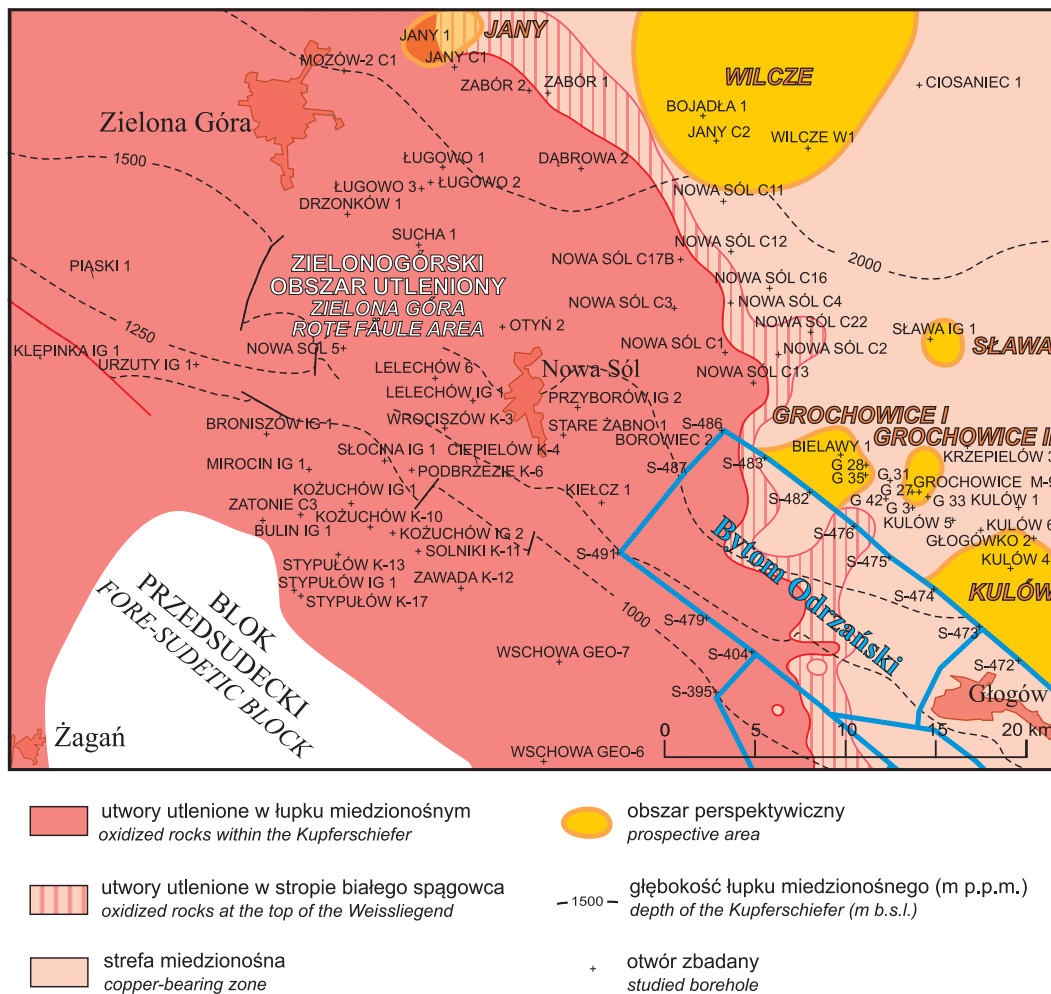 JANY 1
JANY
MOZÓW-2 C1
JANY C1
ZABÓR 2
ZABÓR 1
WILCZE
CIOSANIEC 1
BOJADŁA 1
Zielona Góra
JANY C2
WILCZE W1
1500
ŁUGOWO 1
DĄBROWA 2
ŁUGOWO 3
ŁUGOWO 2
NOWA SÓL C11
DRZONKÓW 1
SUCHA 1
NOWA SÓL C12
PIĄSKI 1
ZIELONOGÓRSKI
OBSZAR UTLENIONY
ZIELONA GÓRA
ROTE FÄULE AREA
NOWA SÓL C17B
2000
NOWA SÓL C16
NOWA SÓL C3
NOWA SÓL C4
1250
OTYŃ 2
NOWA SÓL C22
SŁAWA IG 1
SŁAWA
KLĘPINKA IG 1
NOWA SÓL 5
NOWA SÓL C1
NOWA SÓL C2
URZUTY IG 1
LELECHÓW 6
Nowa Sól
NOWA SÓL C13
LELECHÓW IG 1
PRZYBORÓW IG 2
GROCHOWICE I
BRONISZÓW IG 1
WROCISZÓW K-3
STARE ŻABNO 1
S-486
GROCHOWICE II
BOROWIEC 2
BIELAWY 1
KRZEPIELÓW 3
SŁOCINA IG 1
CIEPIELÓW K-4
MIROCIN IG 1
PODBRZEZIE K-6
S-487
S-483
G 28
G 35
G 31
G 27
GROCHOWICE M-9
KOŻUCHÓW IG 1
KIEŁCZ 1
S-482
G 42
G 3
G 33
KULÓW 1
ZATONIE C3
KOŻUCHÓW K-10
KULÓW 5
KULÓW 6
BULIN IG 1
KOŻUCHÓW IG 2
S-476
GŁOGÓWKO 2
SOLNIKI K-11
S-491
Bytom Odrzański
S-475
KULÓW 4
STYPUŁÓW K-13
STYPUŁÓW IG 1
ZAWADA K-12
STYPUŁÓW K-17
S-474
KULÓW
BLOK
PRZEDSUDECKI
FORE-SUDETIC BLOCK
1000
S-479
S-473
WSCHOWA GEO-7
S-404
S-472
S-395
Głogów
Żagań
WSCHOWA GEO-6
0 5 10 15 20 km
utwory utlenione w łupku miedzionośnym
oxidized rocks within the Kupferschiefer
utwory utlenione w stropie białego spągowca
oxidized rocks at the top of the Weissliegend
strefa miedzionośna
copper-bearing zone
obszar perspektywiczny
prospective area
1500
głębokość łupku miedzionośnego (m p.p.m.)
depth of the Kupferschiefer (m b.s.l.)
otwór zbadany
studied borehole